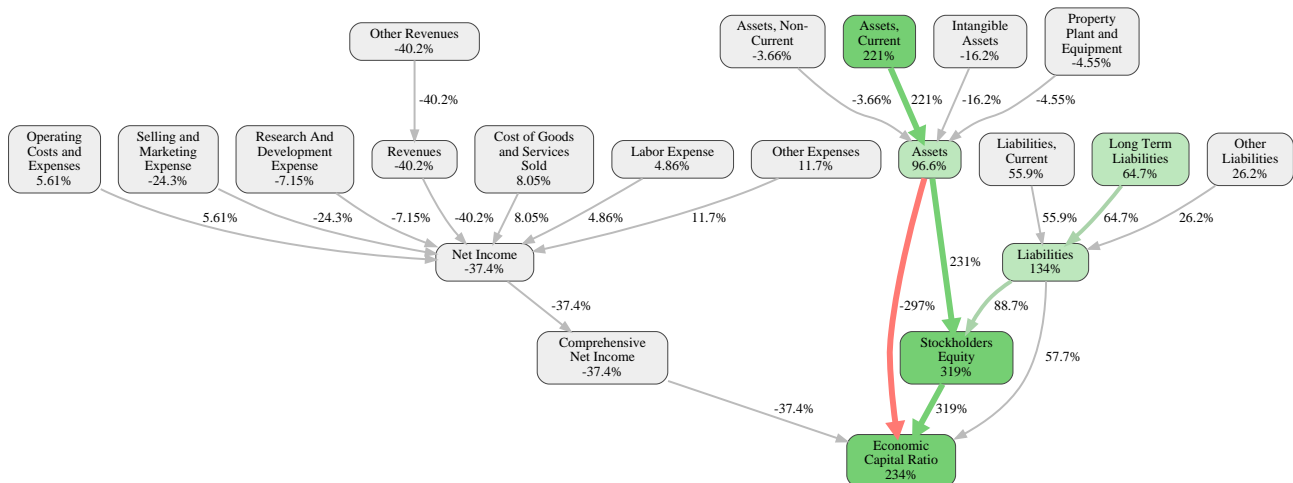 Other Revenues
-40.2%
Assets, Non-
Current
-3.66%
Assets,
Current
221%
Intangible
Assets
-16.2%
Property
Plant and
Equipment
-4.55%
-40.2%
-3.66%
221%
-16.2%
-4.55%
Operating
Costs and
Expenses
5.61%
Selling and
Marketing
Expense
-24.3%
Research And
Development
Expense
-7.15%
Revenues
-40.2%
Cost of Goods
and Services
Sold
8.05%
Labor Expense
4.86%
Other Expenses
11.7%
Assets
96.6%
Liabilities,
Current
55.9%
Long Term
Liabilities
64.7%
Other
Liabilities
26.2%
5.61%
-24.3%
-7.15%
-40.2%
8.05%
4.86%
11.7%
55.9%
64.7%
26.2%
Net Income
-37.4%
231%
Liabilities
134%
-37.4%
-297%
88.7%
Comprehensive
Net Income
-37.4%
Stockholders
Equity
319%
57.7%
-37.4%
319%
Economic
Capital Ratio
234%